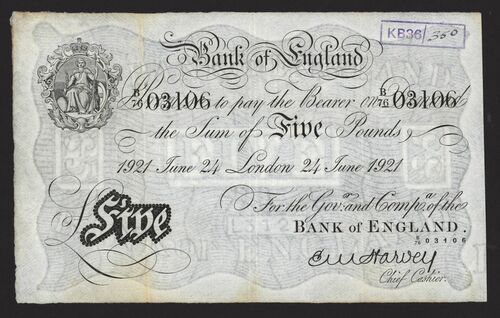 KB36/350
Bank of England
B/76 03106 to pay the Bearer on Demand B/76 03106
the Sum of Five Pounds
1921 June 24 London 24 June 1921
For the Gov.r and Comp.a of the
Five
BANK OF ENGLAND.
B/76 03106
E M Harvey
Chief Cashier.